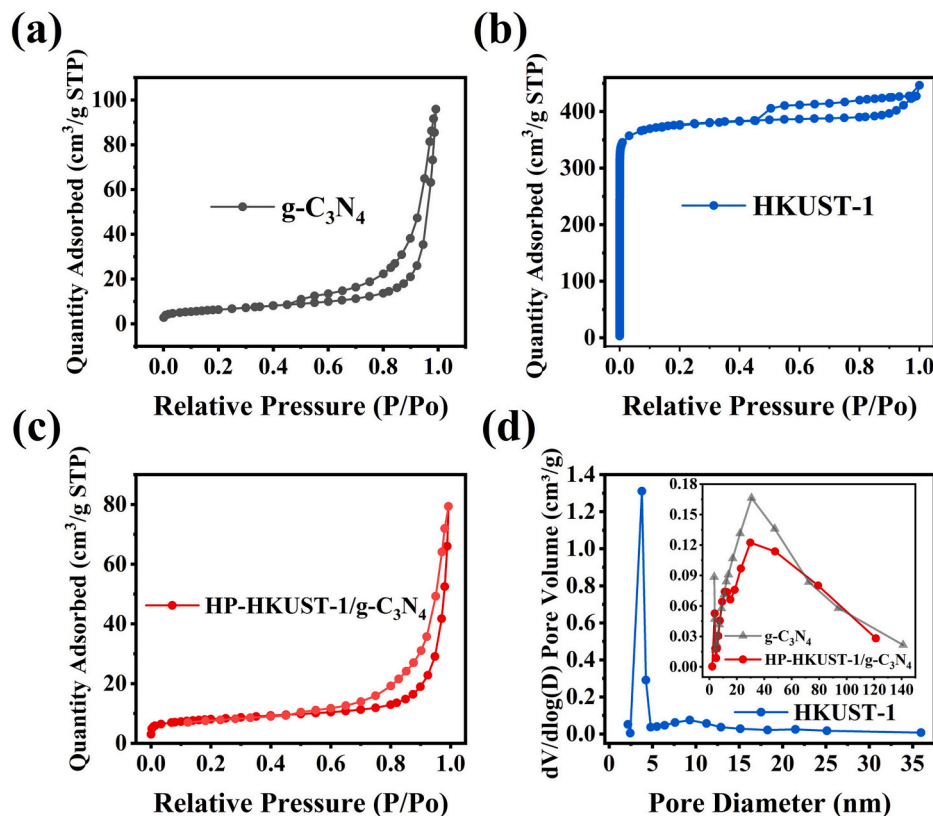 (a)
Quantity Adsorbed (cm³/g STP)
100
80
60
40
20
0
g-C₃N₄
0.0 0.2 0.4 0.6 0.8 1.0
Relative Pressure (P/Po)
(b)
Quantity Adsorbed (cm³/g STP)
400
300
200
100
0
HKUST-1
0.0 0.2 0.4 0.6 0.8 1.0
Relative Pressure (P/Po)
(c)
Quantity Adsorbed (cm³/g STP)
80
60
40
20
0
HP-HKUST-1/g-C₃N₄
0.0 0.2 0.4 0.6 0.8 1.0
Relative Pressure (P/Po)
(d)
dV/dlog(D) Pore Volume (cm³/g)
1.4
1.2
1.0
0.8
0.6
0.4
0.2
0.0
0.18
0.15
0.12
0.09
0.06
0.03
0.00
g-C₃N₄
HP-HKUST-1/g-C₃N₄
0 20 40 60 80 100 120 140
HKUST-1
0 5 10 15 20 25 30 35
Pore Diameter (nm)